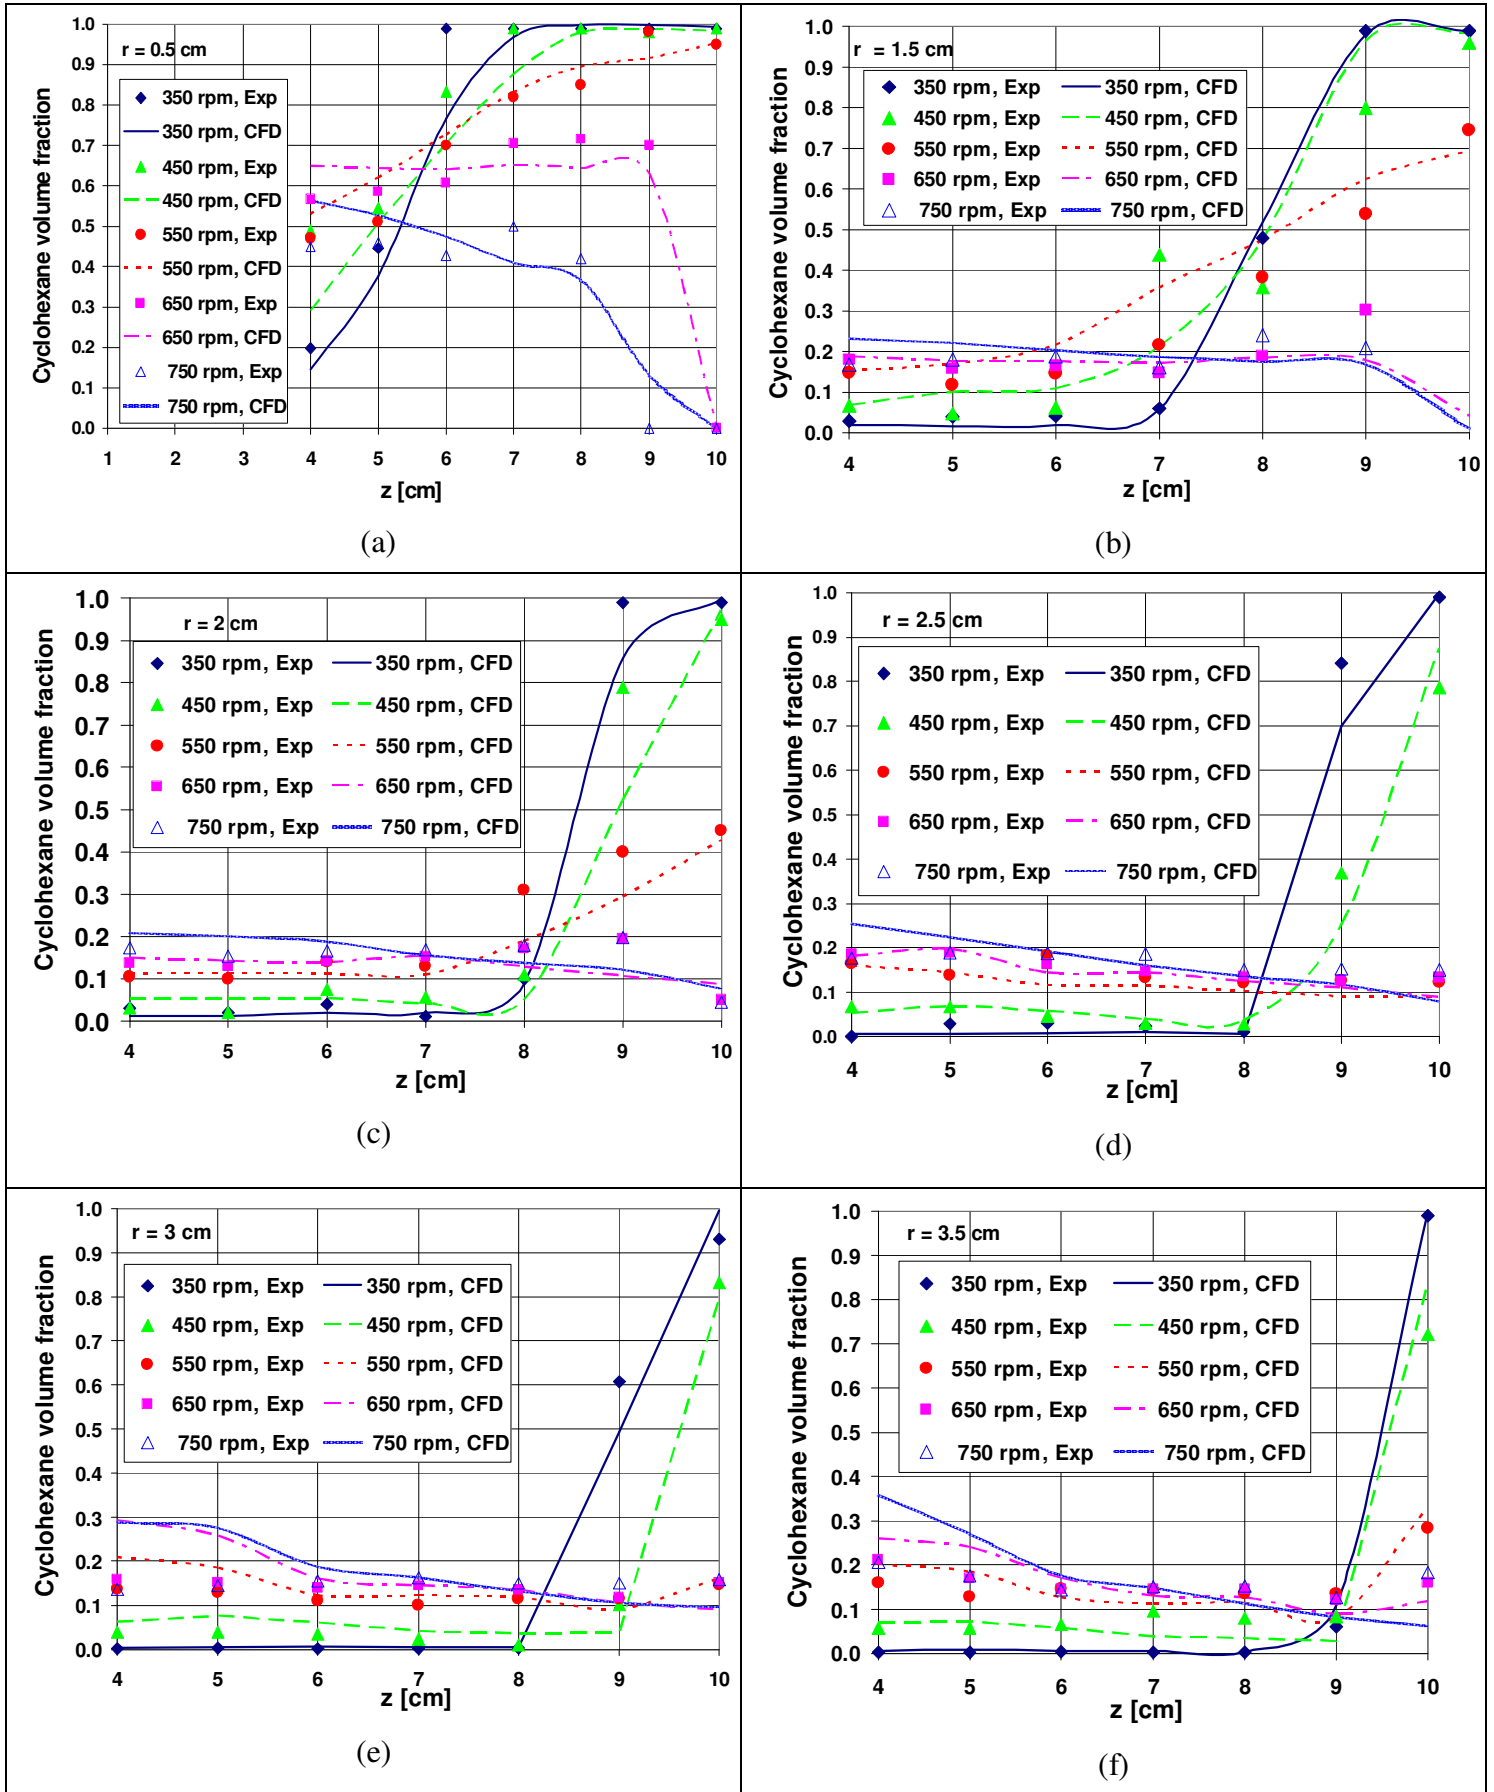 r = 0.5 cm
Cyclohexane volume fraction
1.0
0.9
0.8
0.7
0.6
0.5
0.4
0.3
0.2
0.1
0.0
350 rpm, Exp
350 rpm, CFD
450 rpm, Exp
450 rpm, CFD
550 rpm, Exp
550 rpm, CFD
650 rpm, Exp
650 rpm, CFD
750 rpm, Exp
750 rpm, CFD
1 2 3 4 5 6 7 8 9 10
z [cm]
(a)
r = 1.5 cm
Cyclohexane volume fraction
1.0
0.9
0.8
0.7
0.6
0.5
0.4
0.3
0.2
0.1
0.0
350 rpm, Exp 350 rpm, CFD
450 rpm, Exp 450 rpm, CFD
550 rpm, Exp 550 rpm, CFD
650 rpm, Exp 650 rpm, CFD
750 rpm, Exp 750 rpm, CFD
4 5 6 7 8 9 10
z [cm]
(b)
r = 2 cm
Cyclohexane volume fraction
1.0
0.9
0.8
0.7
0.6
0.5
0.4
0.3
0.2
0.1
0.0
350 rpm, Exp 350 rpm, CFD
450 rpm, Exp 450 rpm, CFD
550 rpm, Exp 550 rpm, CFD
650 rpm, Exp 650 rpm, CFD
750 rpm, Exp 750 rpm, CFD
4 5 6 7 8 9 10
z [cm]
(c)
r = 2.5 cm
Cyclohexane volume fraction
1.0
0.9
0.8
0.7
0.6
0.5
0.4
0.3
0.2
0.1
0.0
350 rpm, Exp 350 rpm, CFD
450 rpm, Exp 450 rpm, CFD
550 rpm, Exp 550 rpm, CFD
650 rpm, Exp 650 rpm, CFD
750 rpm, Exp 750 rpm, CFD
4 5 6 7 8 9 10
z [cm]
(d)
r = 3 cm
Cyclohexane volume fraction
1.0
0.9
0.8
0.7
0.6
0.5
0.4
0.3
0.2
0.1
0.0
350 rpm, Exp 350 rpm, CFD
450 rpm, Exp 450 rpm, CFD
550 rpm, Exp 550 rpm, CFD
650 rpm, Exp 650 rpm, CFD
750 rpm, Exp 750 rpm, CFD
4 5 6 7 8 9 10
z [cm]
(e)
r = 3.5 cm
Cyclohexane volume fraction
1.0
0.9
0.8
0.7
0.6
0.5
0.4
0.3
0.2
0.1
0.0
350 rpm, Exp 350 rpm, CFD
450 rpm, Exp 450 rpm, CFD
550 rpm, Exp 550 rpm, CFD
650 rpm, Exp 650 rpm, CFD
750 rpm, Exp 750 rpm, CFD
4 5 6 7 8 9 10
z [cm]
(f)